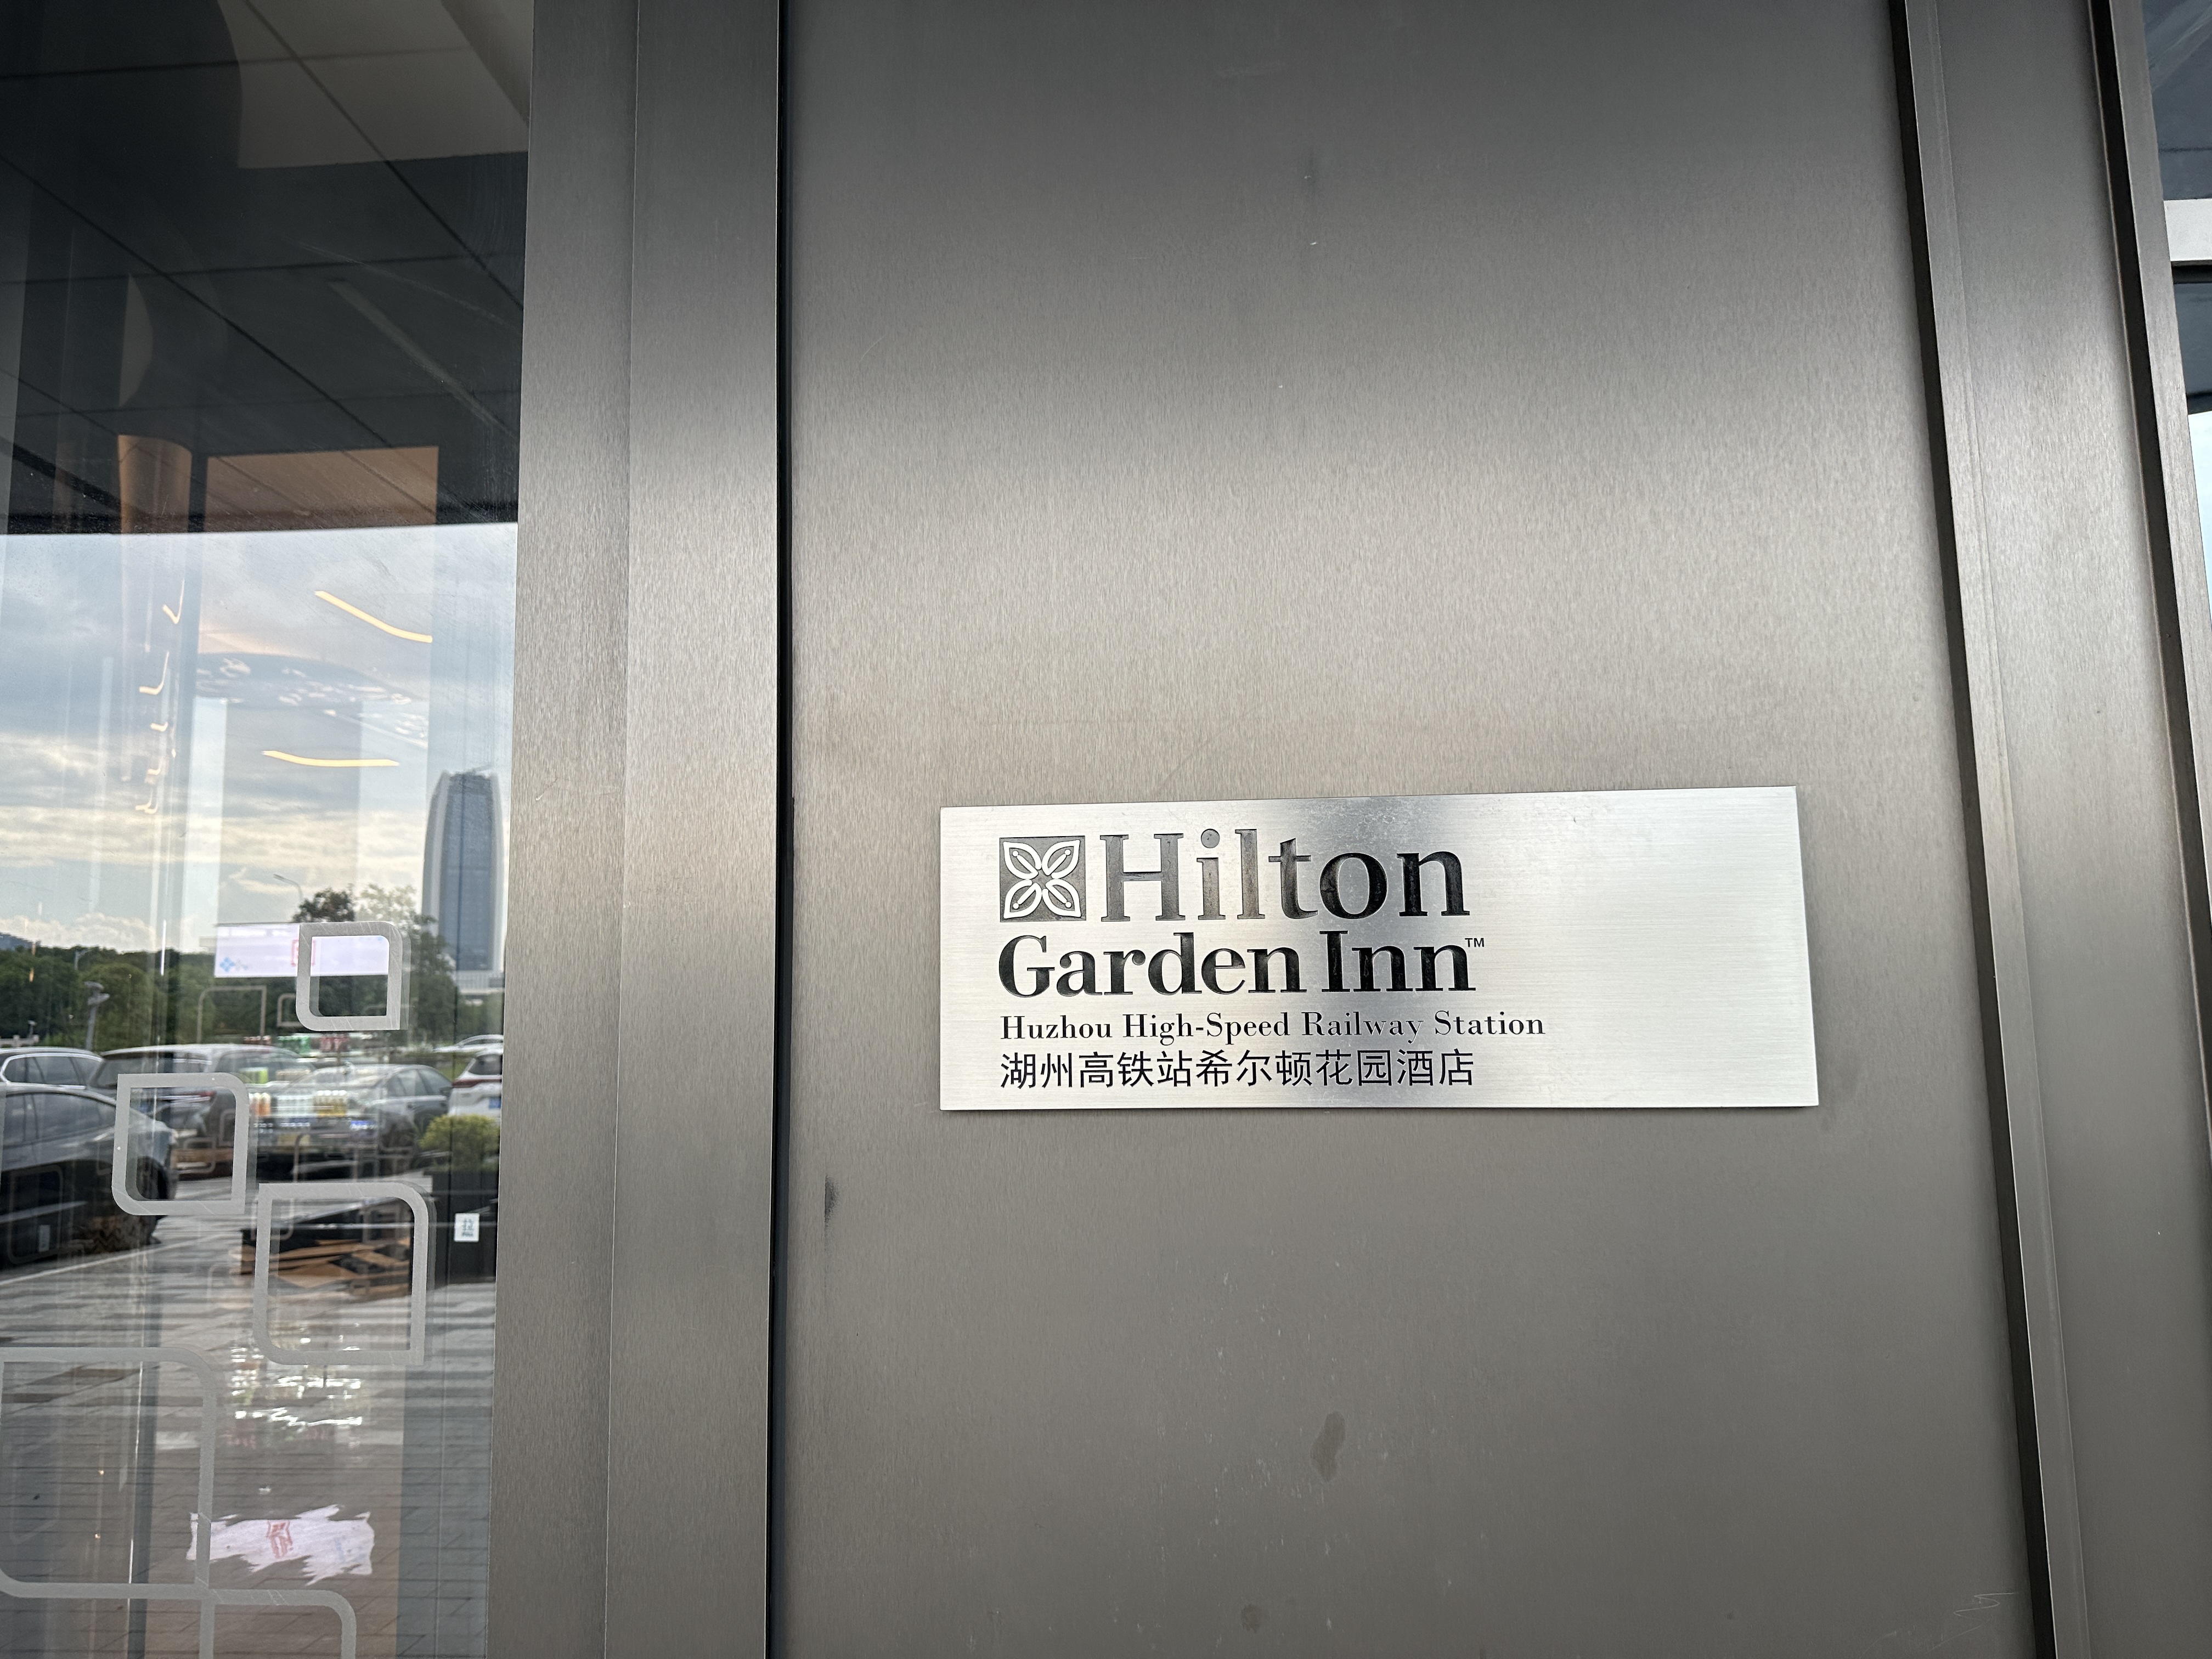 Hilton
Garden Inn™
Huzhou High-Speed Railway Station
湖州高铁站希尔顿花园酒店